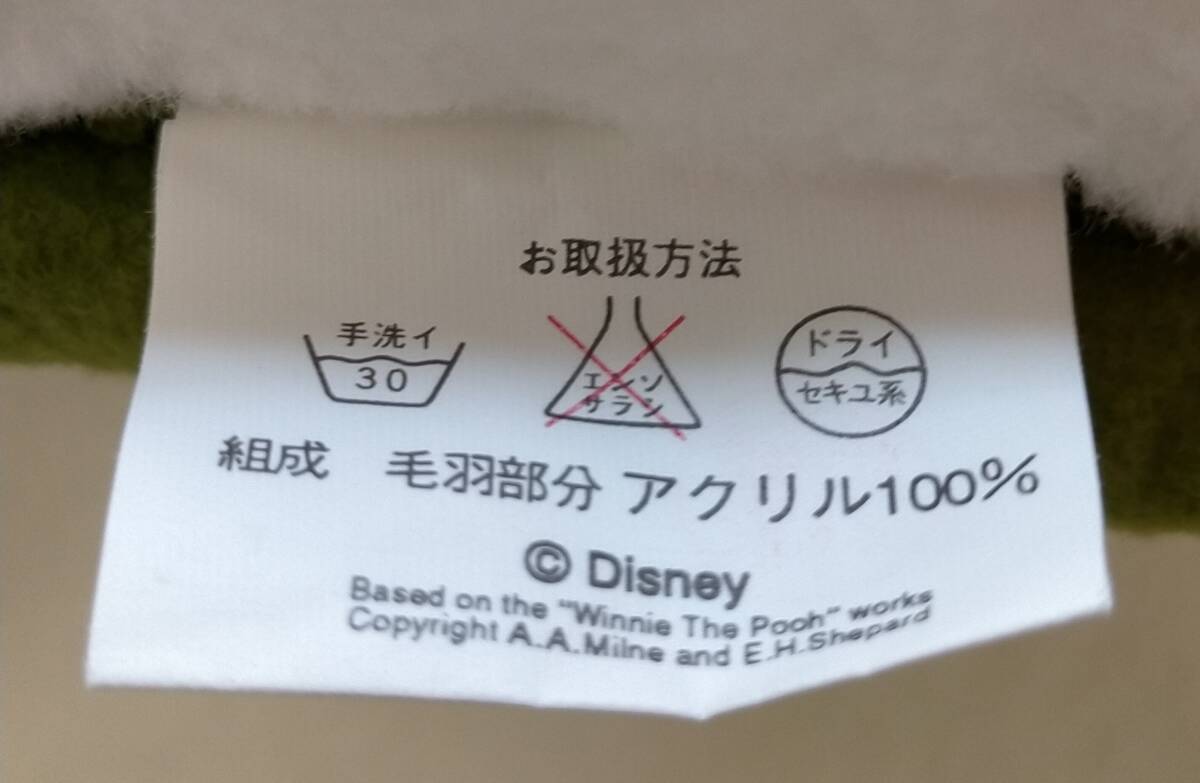 お取扱方法
手洗イ
30
エンソ
サラシ
ドライ
セキユ系
組成　毛羽部分 アクリル100%
© Disney
Based on the "Winnie The Pooh" works
Copyright A.A.Milne and E.H.Shepard